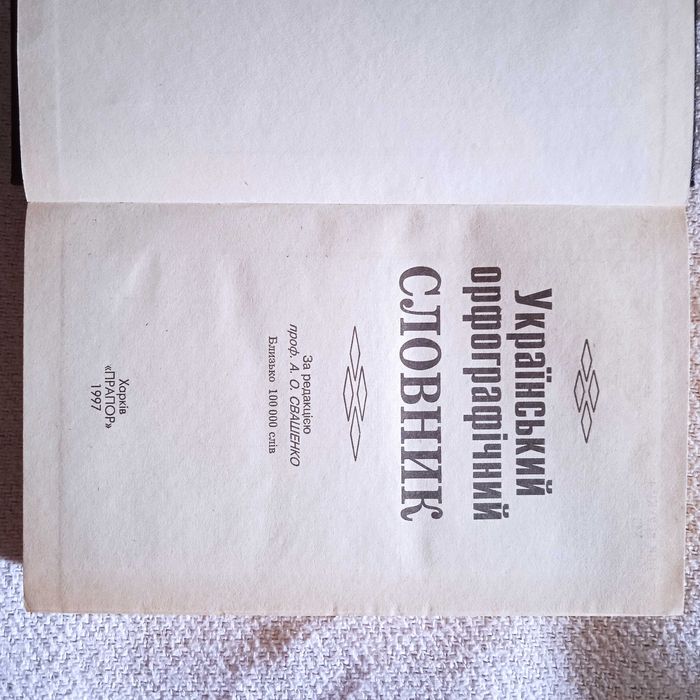 Український
орфографічний
СЛОВНИК
За редакцією
проф. А. О. СВАШЕНКО
Близько 100 000 слів
Харків
«ПРАПОР»
1997